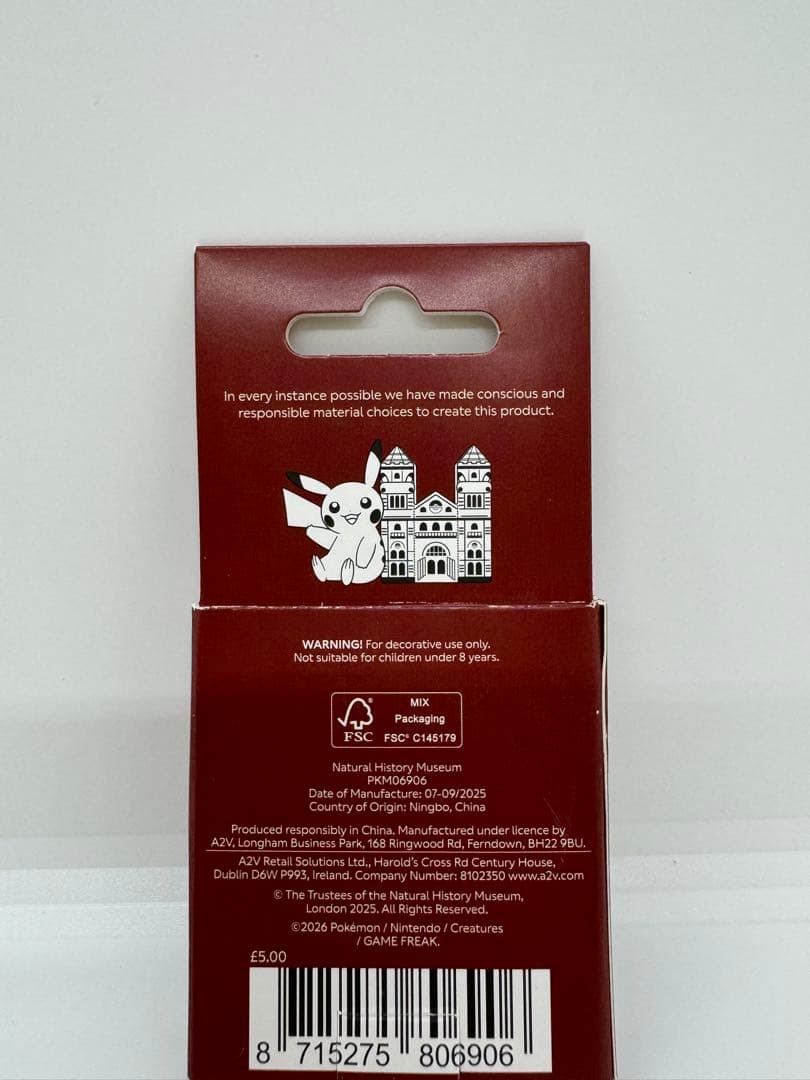 In every instance possible we have made conscious and
responsible material choices to create this product.
WARNING! For decorative use only.
Not suitable for children under 8 years.
FSC
MIX
Packaging
FSC® C145179
Natural History Museum
PKM06906
Date of Manufacture: 07-09/2025
Country of Origin: Ningbo, China
Produced responsibly in China. Manufactured under licence by
A2V, Longham Business Park, 168 Ringwood Rd, Ferndown, BH22 9BU.
A2V Retail Solutions Ltd., Harold's Cross Rd Century House,
Dublin D6W P993, Ireland. Company Number: 8102350 www.a2v.com
© The Trustees of the Natural History Museum,
London 2025. All Rights Reserved.
©2026 Pokémon / Nintendo / Creatures
/ GAME FREAK.
£5.00
8 715275 806906